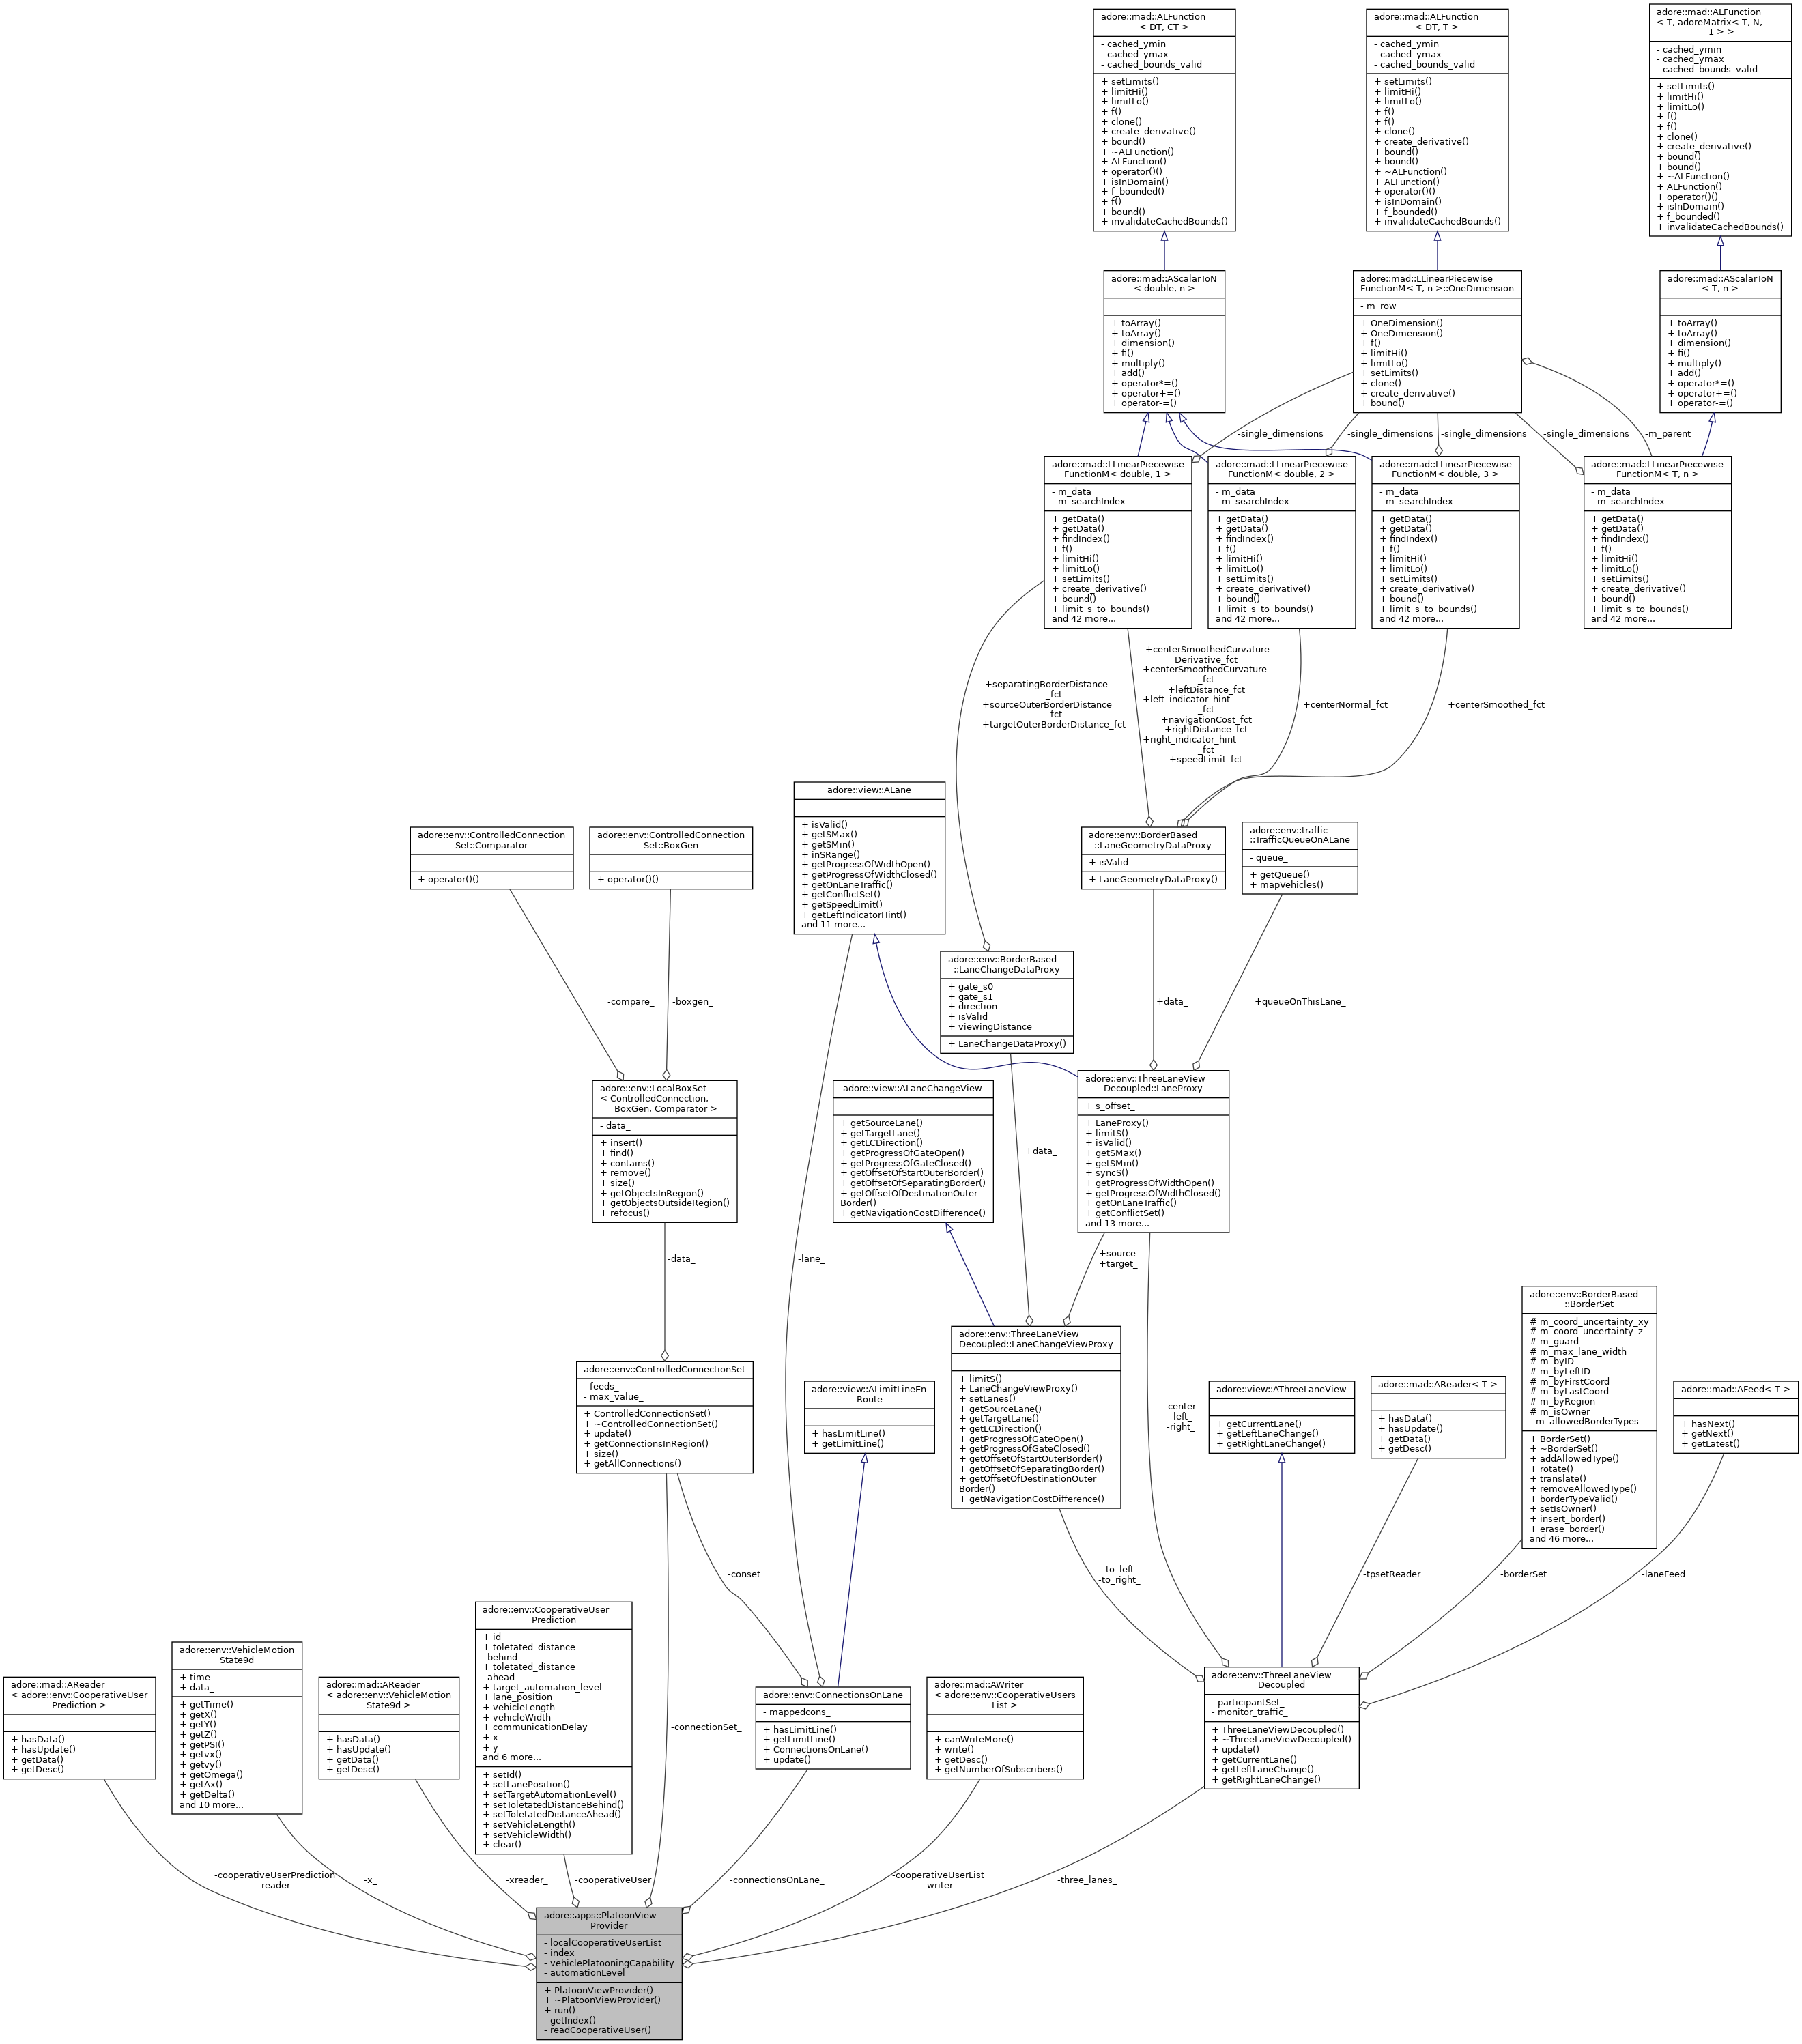 adore::mad::ALFunction
< DT, CT >
- cached_ymin
- cached_ymax
- cached_bounds_valid
+ setLimits()
+ limitHi()
+ limitLo()
+ f()
+ clone()
+ create_derivative()
+ bound()
+ ~ALFunction()
+ ALFunction()
+ operator()()
+ isInDomain()
+ f_bounded()
+ f()
+ bound()
+ invalidateCachedBounds()
adore::mad::ALFunction
< DT, T >
- cached_ymin
- cached_ymax
- cached_bounds_valid
+ setLimits()
+ limitHi()
+ limitLo()
+ f()
+ f()
+ clone()
+ create_derivative()
+ bound()
+ bound()
+ ~ALFunction()
+ ALFunction()
+ operator()()
+ isInDomain()
+ f_bounded()
+ invalidateCachedBounds()
adore::mad::ALFunction
< T, adoreMatrix< T, N,
1 > >
- cached_ymin
- cached_ymax
- cached_bounds_valid
+ setLimits()
+ limitHi()
+ limitLo()
+ f()
+ f()
+ clone()
+ create_derivative()
+ bound()
+ bound()
+ ~ALFunction()
+ ALFunction()
+ operator()()
+ isInDomain()
+ f_bounded()
+ invalidateCachedBounds()
adore::mad::AScalarToN
< double, n >
+ toArray()
+ toArray()
+ dimension()
+ fi()
+ multiply()
+ add()
+ operator*=()
+ operator+=()
+ operator-=()
adore::mad::LLinearPiecewise
FunctionM< T, n >::OneDimension
- m_row
+ OneDimension()
+ OneDimension()
+ f()
+ limitHi()
+ limitLo()
+ setLimits()
+ clone()
+ create_derivative()
+ bound()
adore::mad::AScalarToN
< T, n >
+ toArray()
+ toArray()
+ dimension()
+ fi()
+ multiply()
+ add()
+ operator*=()
+ operator+=()
+ operator-=()
-single_dimensions
-single_dimensions
-single_dimensions
-single_dimensions
-m_parent
adore::mad::LLinearPiecewise
FunctionM< double, 1 >
- m_data
- m_searchIndex
+ getData()
+ getData()
+ findIndex()
+ f()
+ limitHi()
+ limitLo()
+ setLimits()
+ create_derivative()
+ bound()
+ limit_s_to_bounds()
and 42 more...
adore::mad::LLinearPiecewise
FunctionM< double, 2 >
- m_data
- m_searchIndex
+ getData()
+ getData()
+ findIndex()
+ f()
+ limitHi()
+ limitLo()
+ setLimits()
+ create_derivative()
+ bound()
+ limit_s_to_bounds()
and 42 more...
adore::mad::LLinearPiecewise
FunctionM< double, 3 >
- m_data
- m_searchIndex
+ getData()
+ getData()
+ findIndex()
+ f()
+ limitHi()
+ limitLo()
+ setLimits()
+ create_derivative()
+ bound()
+ limit_s_to_bounds()
and 42 more...
adore::mad::LLinearPiecewise
FunctionM< T, n >
- m_data
- m_searchIndex
+ getData()
+ getData()
+ findIndex()
+ f()
+ limitHi()
+ limitLo()
+ setLimits()
+ create_derivative()
+ bound()
+ limit_s_to_bounds()
and 42 more...
+separatingBorderDistance
_fct
+sourceOuterBorderDistance
_fct
+targetOuterBorderDistance_fct
+centerSmoothedCurvature
Derivative_fct
+centerSmoothedCurvature
_fct
+leftDistance_fct
+left_indicator_hint
_fct
+navigationCost_fct
+rightDistance_fct
+right_indicator_hint
_fct
+speedLimit_fct
+centerNormal_fct
+centerSmoothed_fct
adore::view::ALane
+ isValid()
+ getSMax()
+ getSMin()
+ inSRange()
+ getProgressOfWidthOpen()
+ getProgressOfWidthClosed()
+ getOnLaneTraffic()
+ getConflictSet()
+ getSpeedLimit()
+ getLeftIndicatorHint()
and 11 more...
adore::env::ControlledConnection
Set::Comparator
+ operator()()
adore::env::ControlledConnection
Set::BoxGen
+ operator()()
adore::env::BorderBased
::LaneGeometryDataProxy
+ isValid
+ LaneGeometryDataProxy()
adore::env::traffic
::TrafficQueueOnALane
- queue_
+ getQueue()
+ mapVehicles()
adore::env::BorderBased
::LaneChangeDataProxy
+ gate_s0
+ gate_s1
+ direction
+ isValid
+ viewingDistance
+ LaneChangeDataProxy()
-compare_
-boxgen_
+data_
+queueOnThisLane_
adore::env::LocalBoxSet
< ControlledConnection,
BoxGen, Comparator >
- data_
+ insert()
+ find()
+ contains()
+ remove()
+ size()
+ getObjectsInRegion()
+ getObjectsOutsideRegion()
+ refocus()
adore::view::ALaneChangeView
+ getSourceLane()
+ getTargetLane()
+ getLCDirection()
+ getProgressOfGateOpen()
+ getProgressOfGateClosed()
+ getOffsetOfStartOuterBorder()
+ getOffsetOfSeparatingBorder()
+ getOffsetOfDestinationOuter
Border()
+ getNavigationCostDifference()
+data_
adore::env::ThreeLaneView
Decoupled::LaneProxy
+ s_offset_
+ LaneProxy()
+ limitS()
+ isValid()
+ getSMax()
+ getSMin()
+ syncS()
+ getProgressOfWidthOpen()
+ getProgressOfWidthClosed()
+ getOnLaneTraffic()
+ getConflictSet()
and 13 more...
-data_
-lane_
+source_
+target_
adore::env::BorderBased
::BorderSet
# m_coord_uncertainty_xy
# m_coord_uncertainty_z
# m_guard
# m_max_lane_width
# m_byID
# m_byLeftID
# m_byFirstCoord
# m_byLastCoord
# m_byRegion
# m_isOwner
- m_allowedBorderTypes
+ BorderSet()
+ ~BorderSet()
+ addAllowedType()
+ rotate()
+ translate()
+ removeAllowedType()
+ borderTypeValid()
+ setIsOwner()
+ insert_border()
+ erase_border()
and 46 more...
adore::env::ControlledConnectionSet
- feeds_
- max_value_
+ ControlledConnectionSet()
+ ~ControlledConnectionSet()
+ update()
+ getConnectionsInRegion()
+ size()
+ getAllConnections()
adore::view::ALimitLineEn
Route
+ hasLimitLine()
+ getLimitLine()
adore::env::ThreeLaneView
Decoupled::LaneChangeViewProxy
+ limitS()
+ LaneChangeViewProxy()
+ setLanes()
+ getSourceLane()
+ getTargetLane()
+ getLCDirection()
+ getProgressOfGateOpen()
+ getProgressOfGateClosed()
+ getOffsetOfStartOuterBorder()
+ getOffsetOfSeparatingBorder()
+ getOffsetOfDestinationOuter
Border()
+ getNavigationCostDifference()
-center_
-left_
-right_
adore::view::AThreeLaneView
+ getCurrentLane()
+ getLeftLaneChange()
+ getRightLaneChange()
adore::mad::AReader< T >
+ hasData()
+ hasUpdate()
+ getData()
+ getDesc()
adore::mad::AFeed< T >
+ hasNext()
+ getNext()
+ getLatest()
-conset_
-to_left_
-to_right_
-tpsetReader_
-borderSet_
-laneFeed_
adore::mad::AReader
< adore::env::CooperativeUser
Prediction >
+ hasData()
+ hasUpdate()
+ getData()
+ getDesc()
adore::env::VehicleMotion
State9d
+ time_
+ data_
+ getTime()
+ getX()
+ getY()
+ getZ()
+ getPSI()
+ getvx()
+ getvy()
+ getOmega()
+ getAx()
+ getDelta()
and 10 more...
adore::mad::AReader
< adore::env::VehicleMotion
State9d >
+ hasData()
+ hasUpdate()
+ getData()
+ getDesc()
adore::env::CooperativeUser
Prediction
+ id
+ toletated_distance
_behind
+ toletated_distance
_ahead
+ target_automation_level
+ lane_position
+ vehicleLength
+ vehicleWidth
+ communicationDelay
+ x
+ y
and 6 more...
+ setId()
+ setLanePosition()
+ setTargetAutomationLevel()
+ setToletatedDistanceBehind()
+ setToletatedDistanceAhead()
+ setVehicleLength()
+ setVehicleWidth()
+ clear()
-connectionSet_
adore::env::ConnectionsOnLane
- mappedcons_
+ hasLimitLine()
+ getLimitLine()
+ ConnectionsOnLane()
+ update()
adore::mad::AWriter
< adore::env::CooperativeUsers
List >
+ canWriteMore()
+ write()
+ getDesc()
+ getNumberOfSubscribers()
adore::env::ThreeLaneView
Decoupled
- participantSet_
- monitor_traffic_
+ ThreeLaneViewDecoupled()
+ ~ThreeLaneViewDecoupled()
+ update()
+ getCurrentLane()
+ getLeftLaneChange()
+ getRightLaneChange()
-cooperativeUserPrediction
_reader
-x_
-xreader_
-cooperativeUser
-connectionsOnLane_
-cooperativeUserList
_writer
-three_lanes_
adore::apps::PlatoonView
Provider
- localCooperativeUserList
- index
- vehiclePlatooningCapability
- automationLevel
+ PlatoonViewProvider()
+ ~PlatoonViewProvider()
+ run()
- getIndex()
- readCooperativeUser()